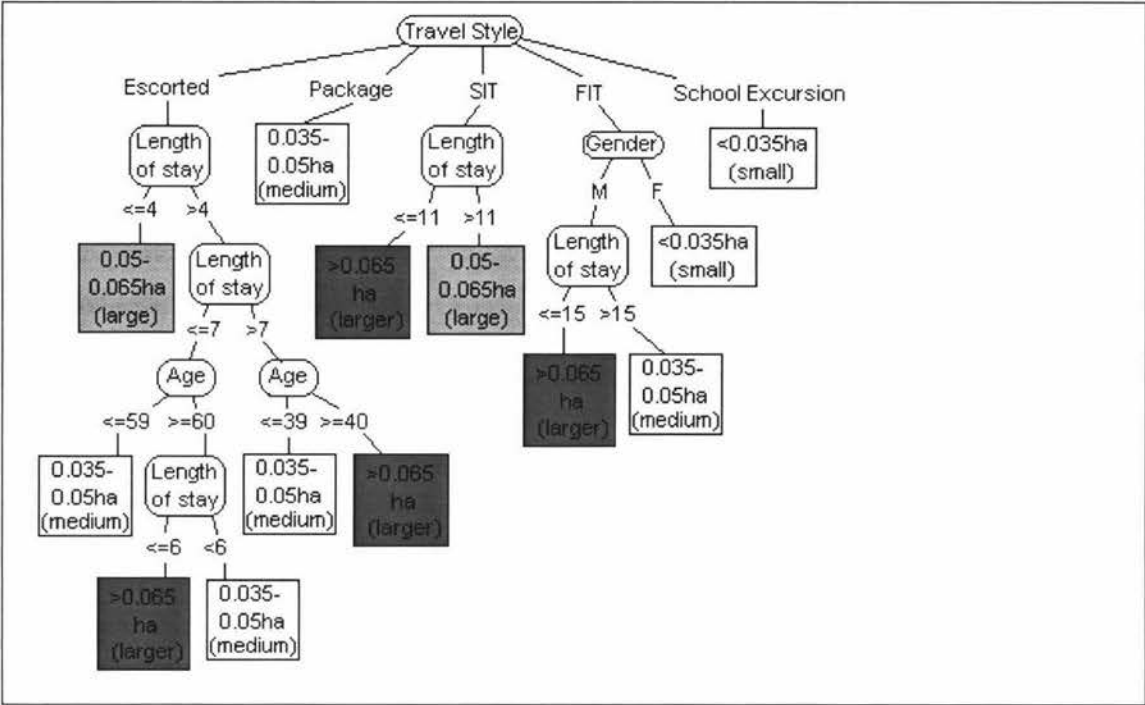 Travel Style
Escorted
Package
SIT
FIT
School Excursion
Length
of stay
0.035-
0.05ha
(medium)
Length
of stay
Gender
<0.035ha
(small)
<=4
>4
<=11
>11
M
F
0.05-
0.065ha
(large)
Length
of stay
>0.065
ha
(larger)
0.05-
0.065ha
(large)
Length
of stay
<0.035ha
(small)
<=7
>7
<=15
>15
Age
Age
>0.065
ha
(larger)
0.035-
0.05ha
(medium)
<=59
>=60
<=39
>=40
0.035-
0.05ha
(medium)
Length
of stay
0.035-
0.05ha
(medium)
>0.065
ha
(larger)
<=6
<6
>0.065
ha
(larger)
0.035-
0.05ha
(medium)